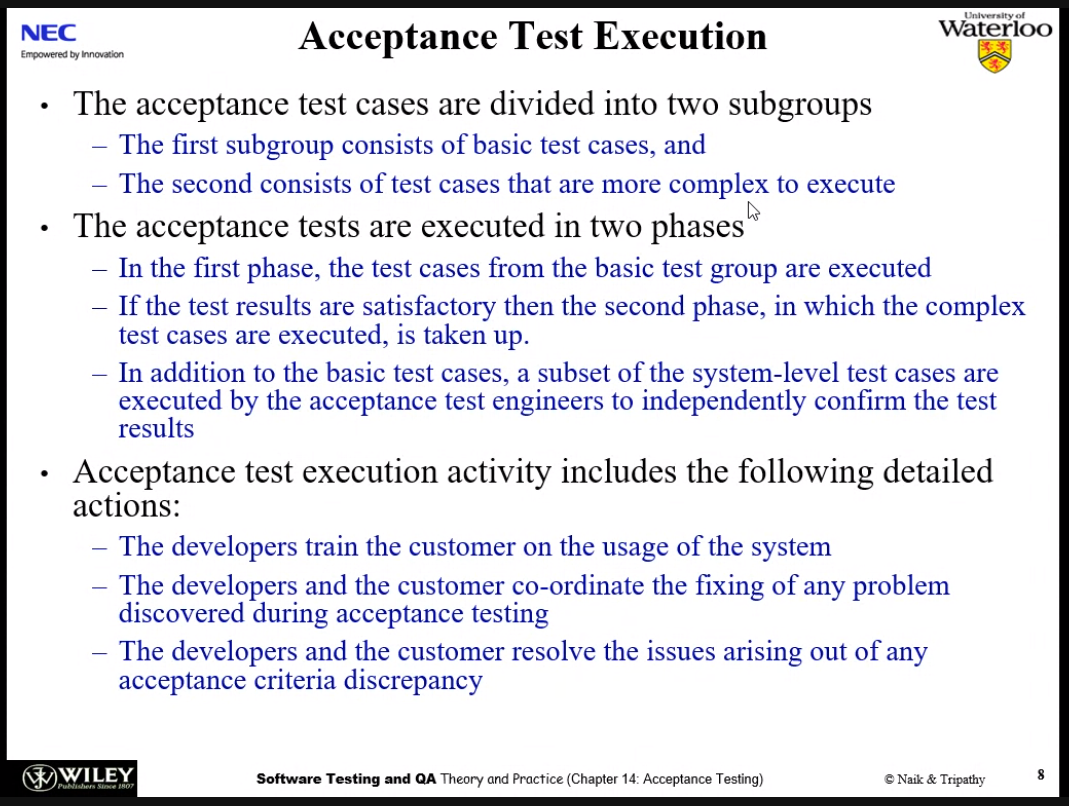 NEC
Empowered by Innovation
Acceptance Test Execution
University of
Waterloo
• The acceptance test cases are divided into two subgroups
– The first subgroup consists of basic test cases, and
– The second consists of test cases that are more complex to execute
• The acceptance tests are executed in two phases
– In the first phase, the test cases from the basic test group are executed
– If the test results are satisfactory then the second phase, in which the complex
test cases are executed, is taken up.
– In addition to the basic test cases, a subset of the system-level test cases are
executed by the acceptance test engineers to independently confirm the test
results
• Acceptance test execution activity includes the following detailed
actions:
– The developers train the customer on the usage of the system
– The developers and the customer co-ordinate the fixing of any problem
discovered during acceptance testing
– The developers and the customer resolve the issues arising out of any
acceptance criteria discrepancy
WILEY
Publishers Since 1807
Software Testing and QA Theory and Practice (Chapter 14: Acceptance Testing)
© Naik & Tripathy
8